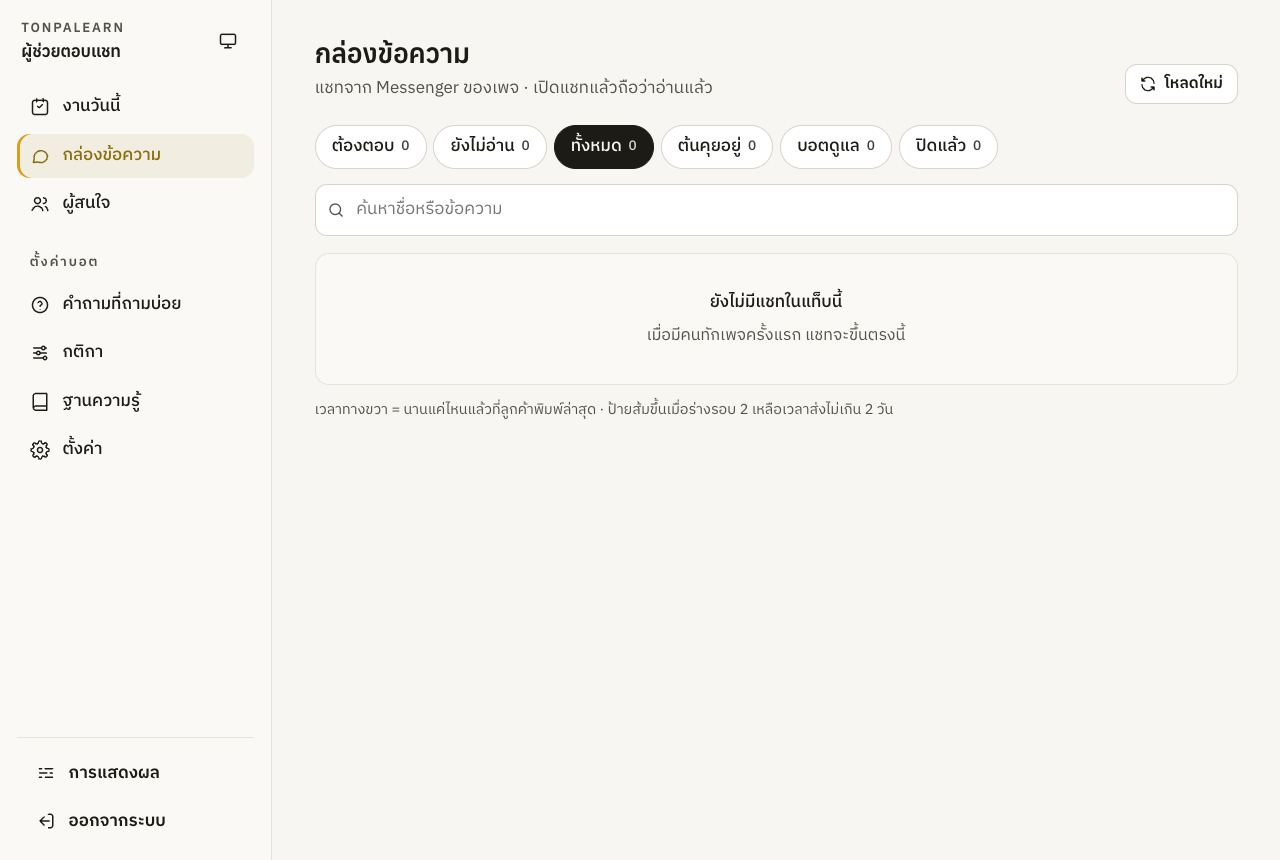 TONPALEARN
ผู้ช่วยตอบแชท
งานวันนี้
กล่องข้อความ
ผู้สนใจ
ตั้งค่าบอต
คำถามที่ถามบ่อย
กติกา
ฐานความรู้
ตั้งค่า
การแสดงผล
ออกจากระบบ
กล่องข้อความ
แชทจาก Messenger ของเพจ · เปิดแชทแล้วถือว่าอ่านแล้ว
โหลดใหม่
ต้องตอบ 0 ยังไม่อ่าน 0 ทั้งหมด 0 ต้นคุยอยู่ 0 บอตดูแล 0 ปิดแล้ว 0
ค้นหาชื่อหรือข้อความ
ยังไม่มีแชทในแท็บนี้
เมื่อมีคนทักเพจครั้งแรก แชทจะขึ้นตรงนี้
เวลาทางขวา = นานแค่ไหนแล้วที่ลูกค้าพิมพ์ล่าสุด · ป้ายส้มขึ้นเมื่อร่างรอบ 2 เหลือเวลาส่งไม่เกิน 2 วัน